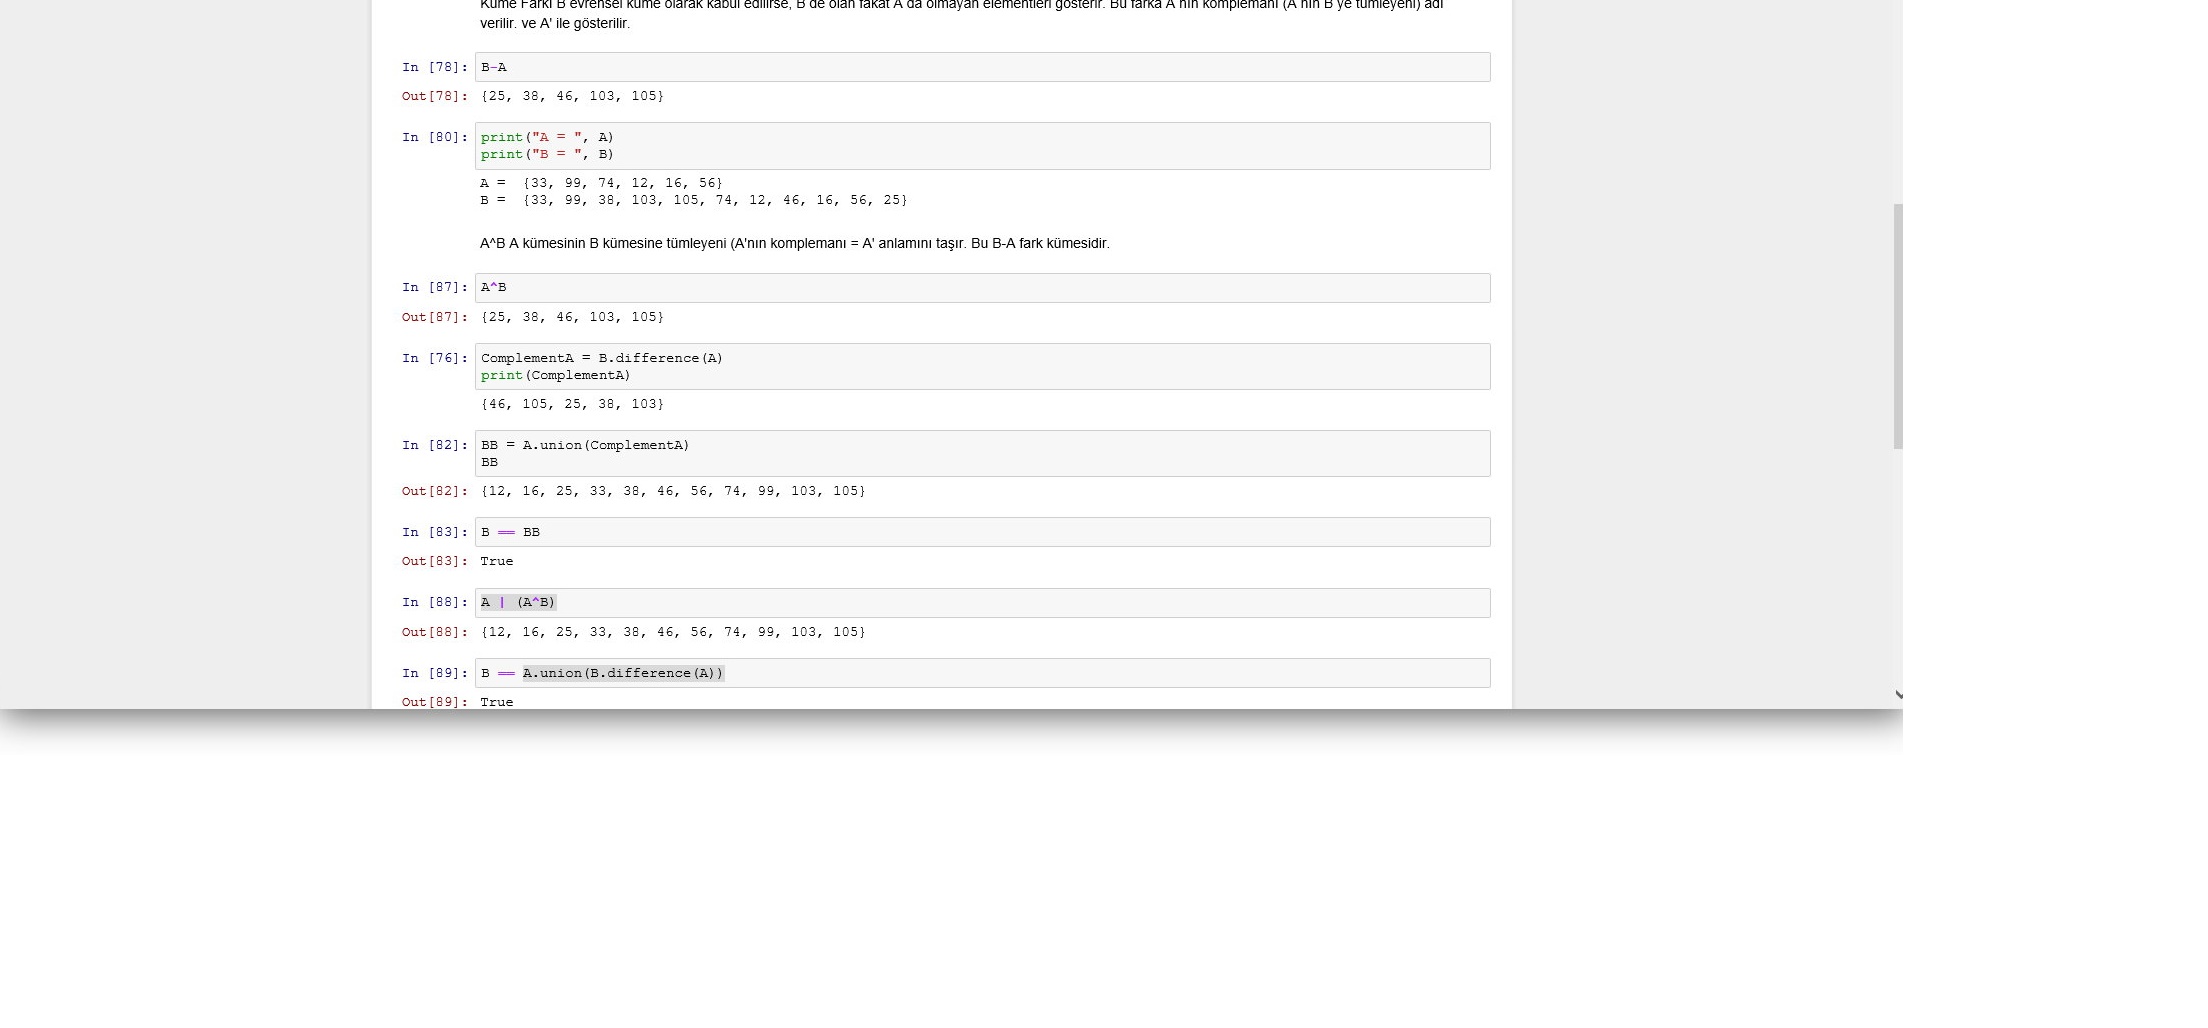 Küme Farkı B evrensel küme olarak kabul edilirse, B de olan fakat A da olmayan elementleri gösterir. Bu farka A nın komplemanı (A nın B ye tümleyeni) adı
verilir. ve A' ile gösterilir.
In [78]: B-A
Out[78]: {25, 38, 46, 103, 105}
In [80]: print("A = ", A)
print("B = ", B)
A =  {33, 99, 74, 12, 16, 56}
B =  {33, 99, 38, 103, 105, 74, 12, 46, 16, 56, 25}
A^B A kümesinin B kümesine tümleyeni (A'nın komplemanı = A' anlamını taşır. Bu B-A fark kümesidir.
In [87]: A^B
Out[87]: {25, 38, 46, 103, 105}
In [76]: ComplementA = B.difference(A)
print(ComplementA)
{46, 105, 25, 38, 103}
In [82]: BB = A.union(ComplementA)
BB
Out[82]: {12, 16, 25, 33, 38, 46, 56, 74, 99, 103, 105}
In [83]: B == BB
Out[83]: True
In [88]: A | (A^B)
Out[88]: {12, 16, 25, 33, 38, 46, 56, 74, 99, 103, 105}
In [89]: B == A.union(B.difference(A))
Out[89]: True